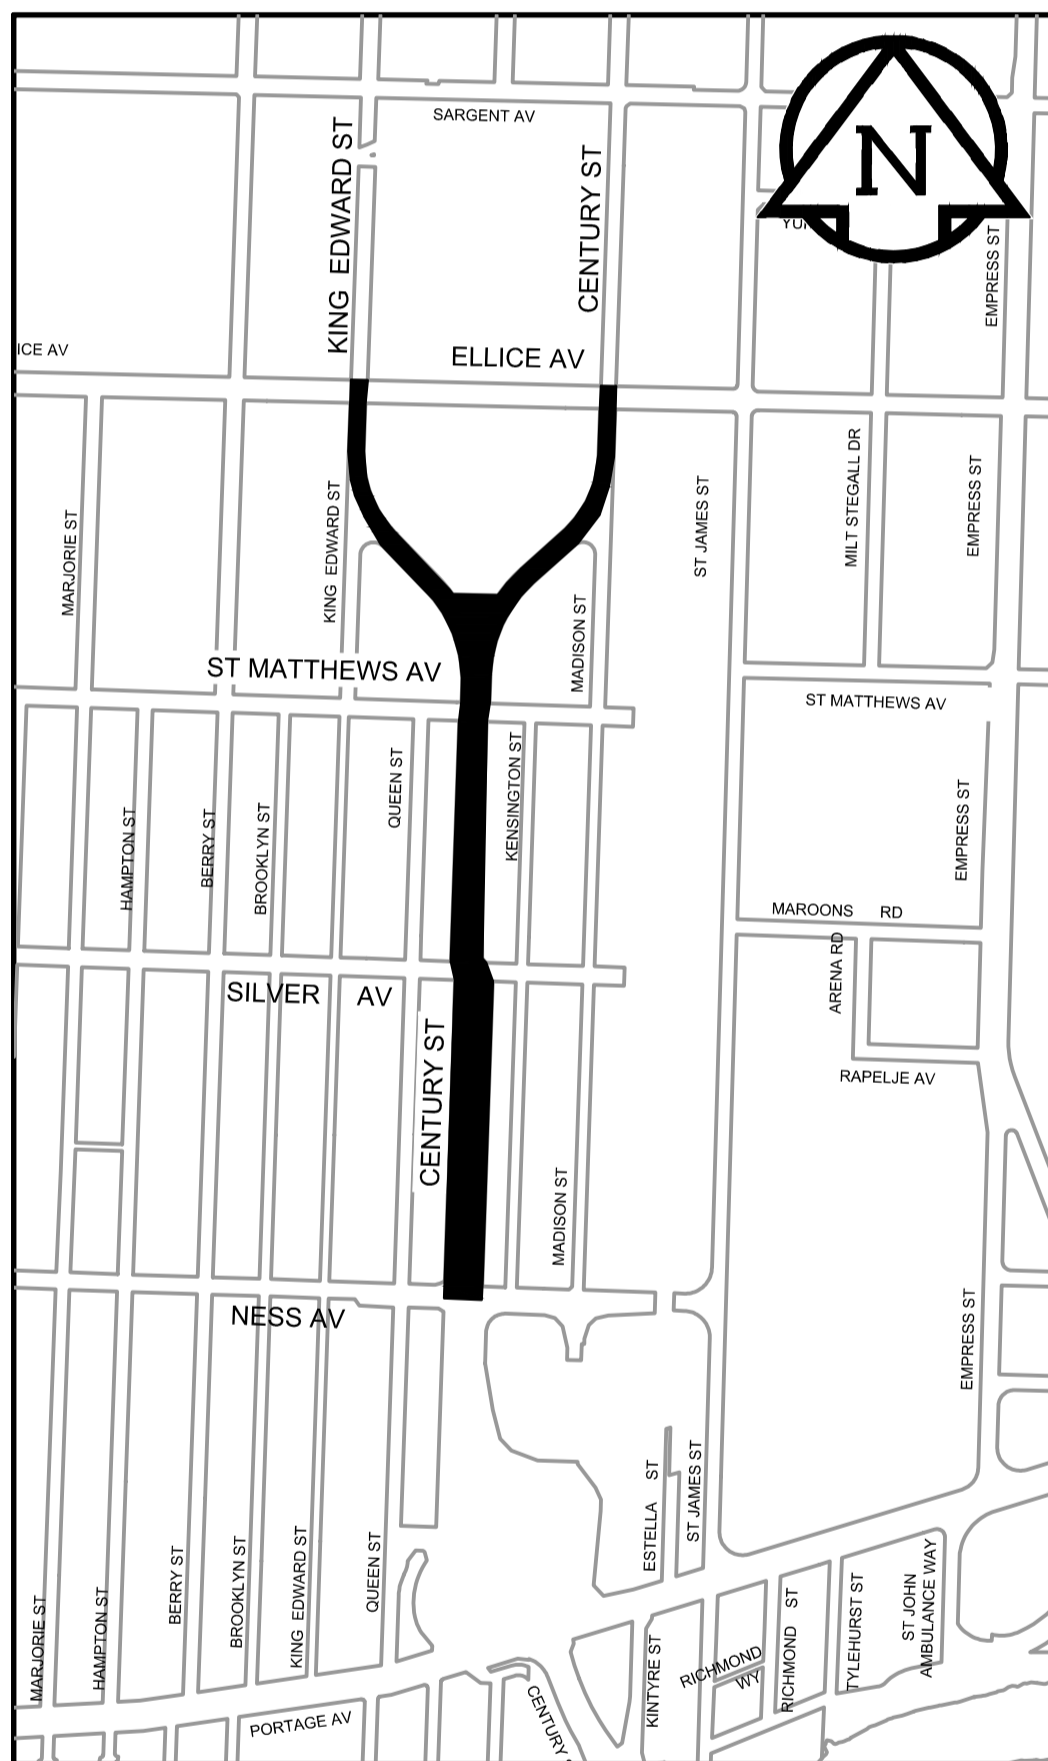 SARGENT AV
N
KING EDWARD ST
CENTURY ST
EMPRESS ST
ICE AV
ELLICE AV
MARJORIE ST
KING EDWARD ST
MADISON ST
ST JAMES ST
MILT STEGALL DR
EMPRESS ST
ST MATTHEWS AV
ST MATTHEWS AV
HAMPTON ST
BERRY ST
BROOKLYN ST
QUEEN ST
KENSINGTON ST
EMPRESS ST
MAROONS RD
ARENA RD
SILVER AV
CENTURY ST
RAPELJE AV
MADISON ST
NESS AV
EMPRESS ST
MARJORIE ST
HAMPTON ST
BERRY ST
BROOKLYN ST
KING EDWARD ST
QUEEN ST
ESTELLA ST
ST JAMES ST
KINTYRE ST
RICHMOND
WY
RICHMOND ST
TYLEHURST ST
ST JOHN
AMBULANCE WAY
PORTAGE AV
CENTURY